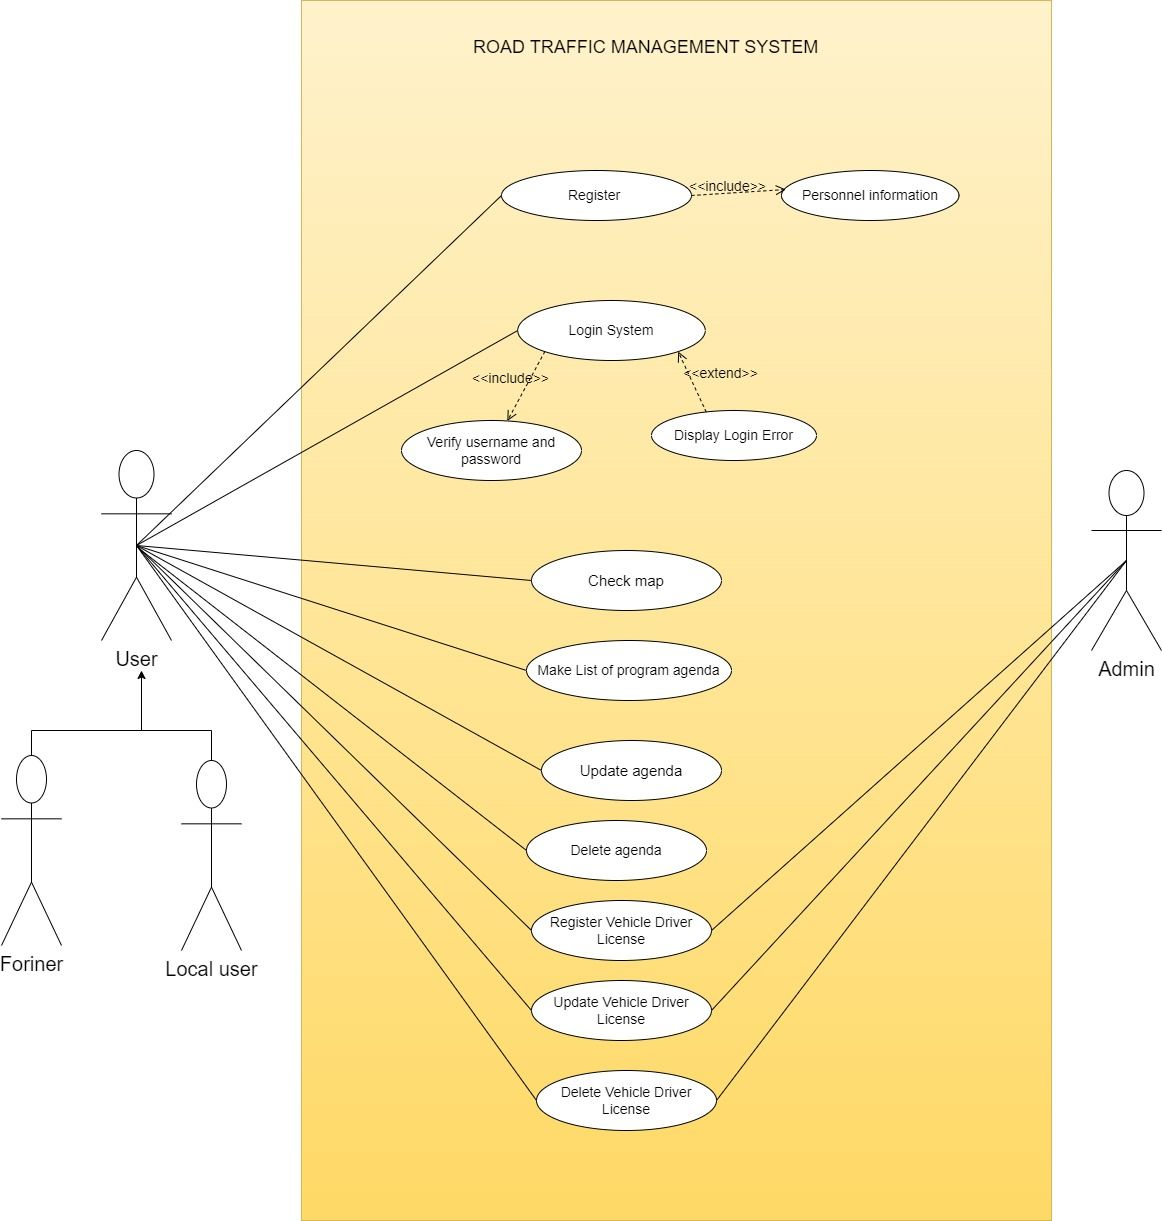 ROAD TRAFFIC MANAGEMENT SYSTEM
Register
<<include>>
Personnel information
Login System
<<include>>
<<extend>>
Verify username and
password
Display Login Error
Check map
User
Make List of program agenda
Admin
Update agenda
Delete agenda
Register Vehicle Driver
License
Foriner
Local user
Update Vehicle Driver
License
Delete Vehicle Driver
License